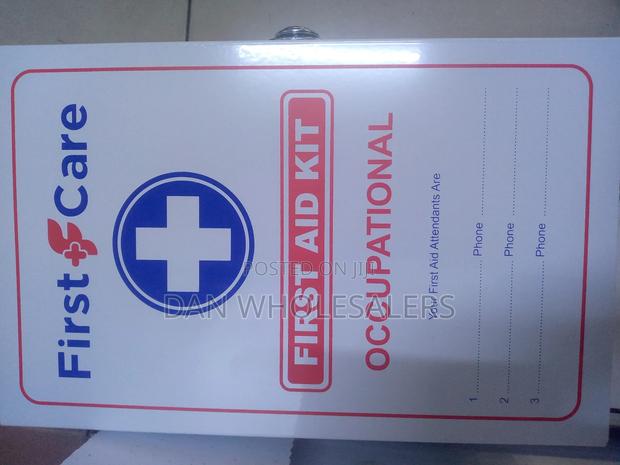 First Care
FIRST AID KIT
OCCUPATIONAL
Your First Aid Attendants Are
1 ........................ Phone ........................
2 ........................ Phone ........................
3 ........................ Phone ........................
POSTED ON JIJI
DAN WHOLESALERS